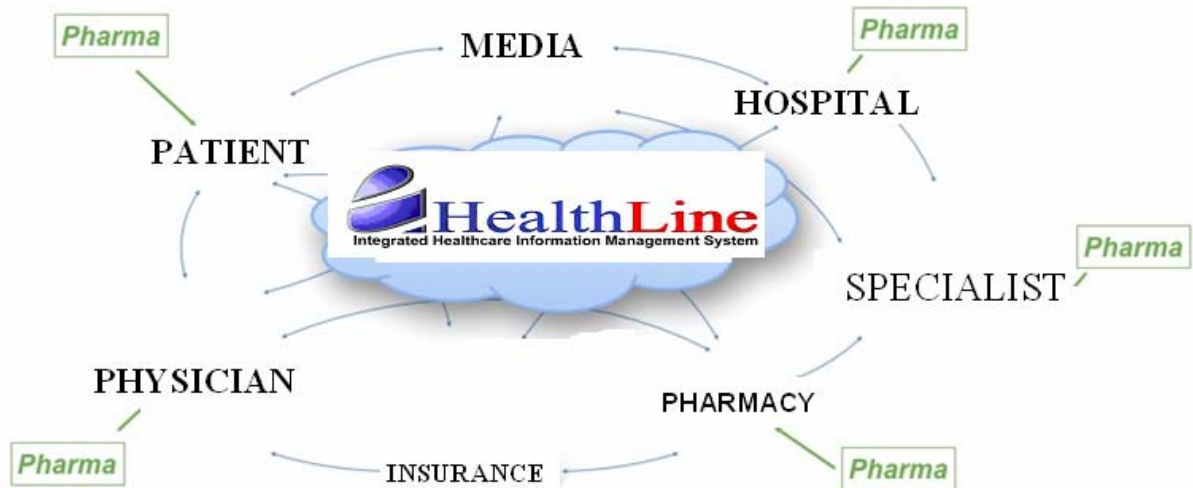 Pharma
MEDIA
Pharma
HOSPITAL
PATIENT
HealthLine
Integrated Healthcare Information Management System
Pharma
SPECIALIST
PHYSICIAN
PHARMACY
Pharma
INSURANCE
Pharma